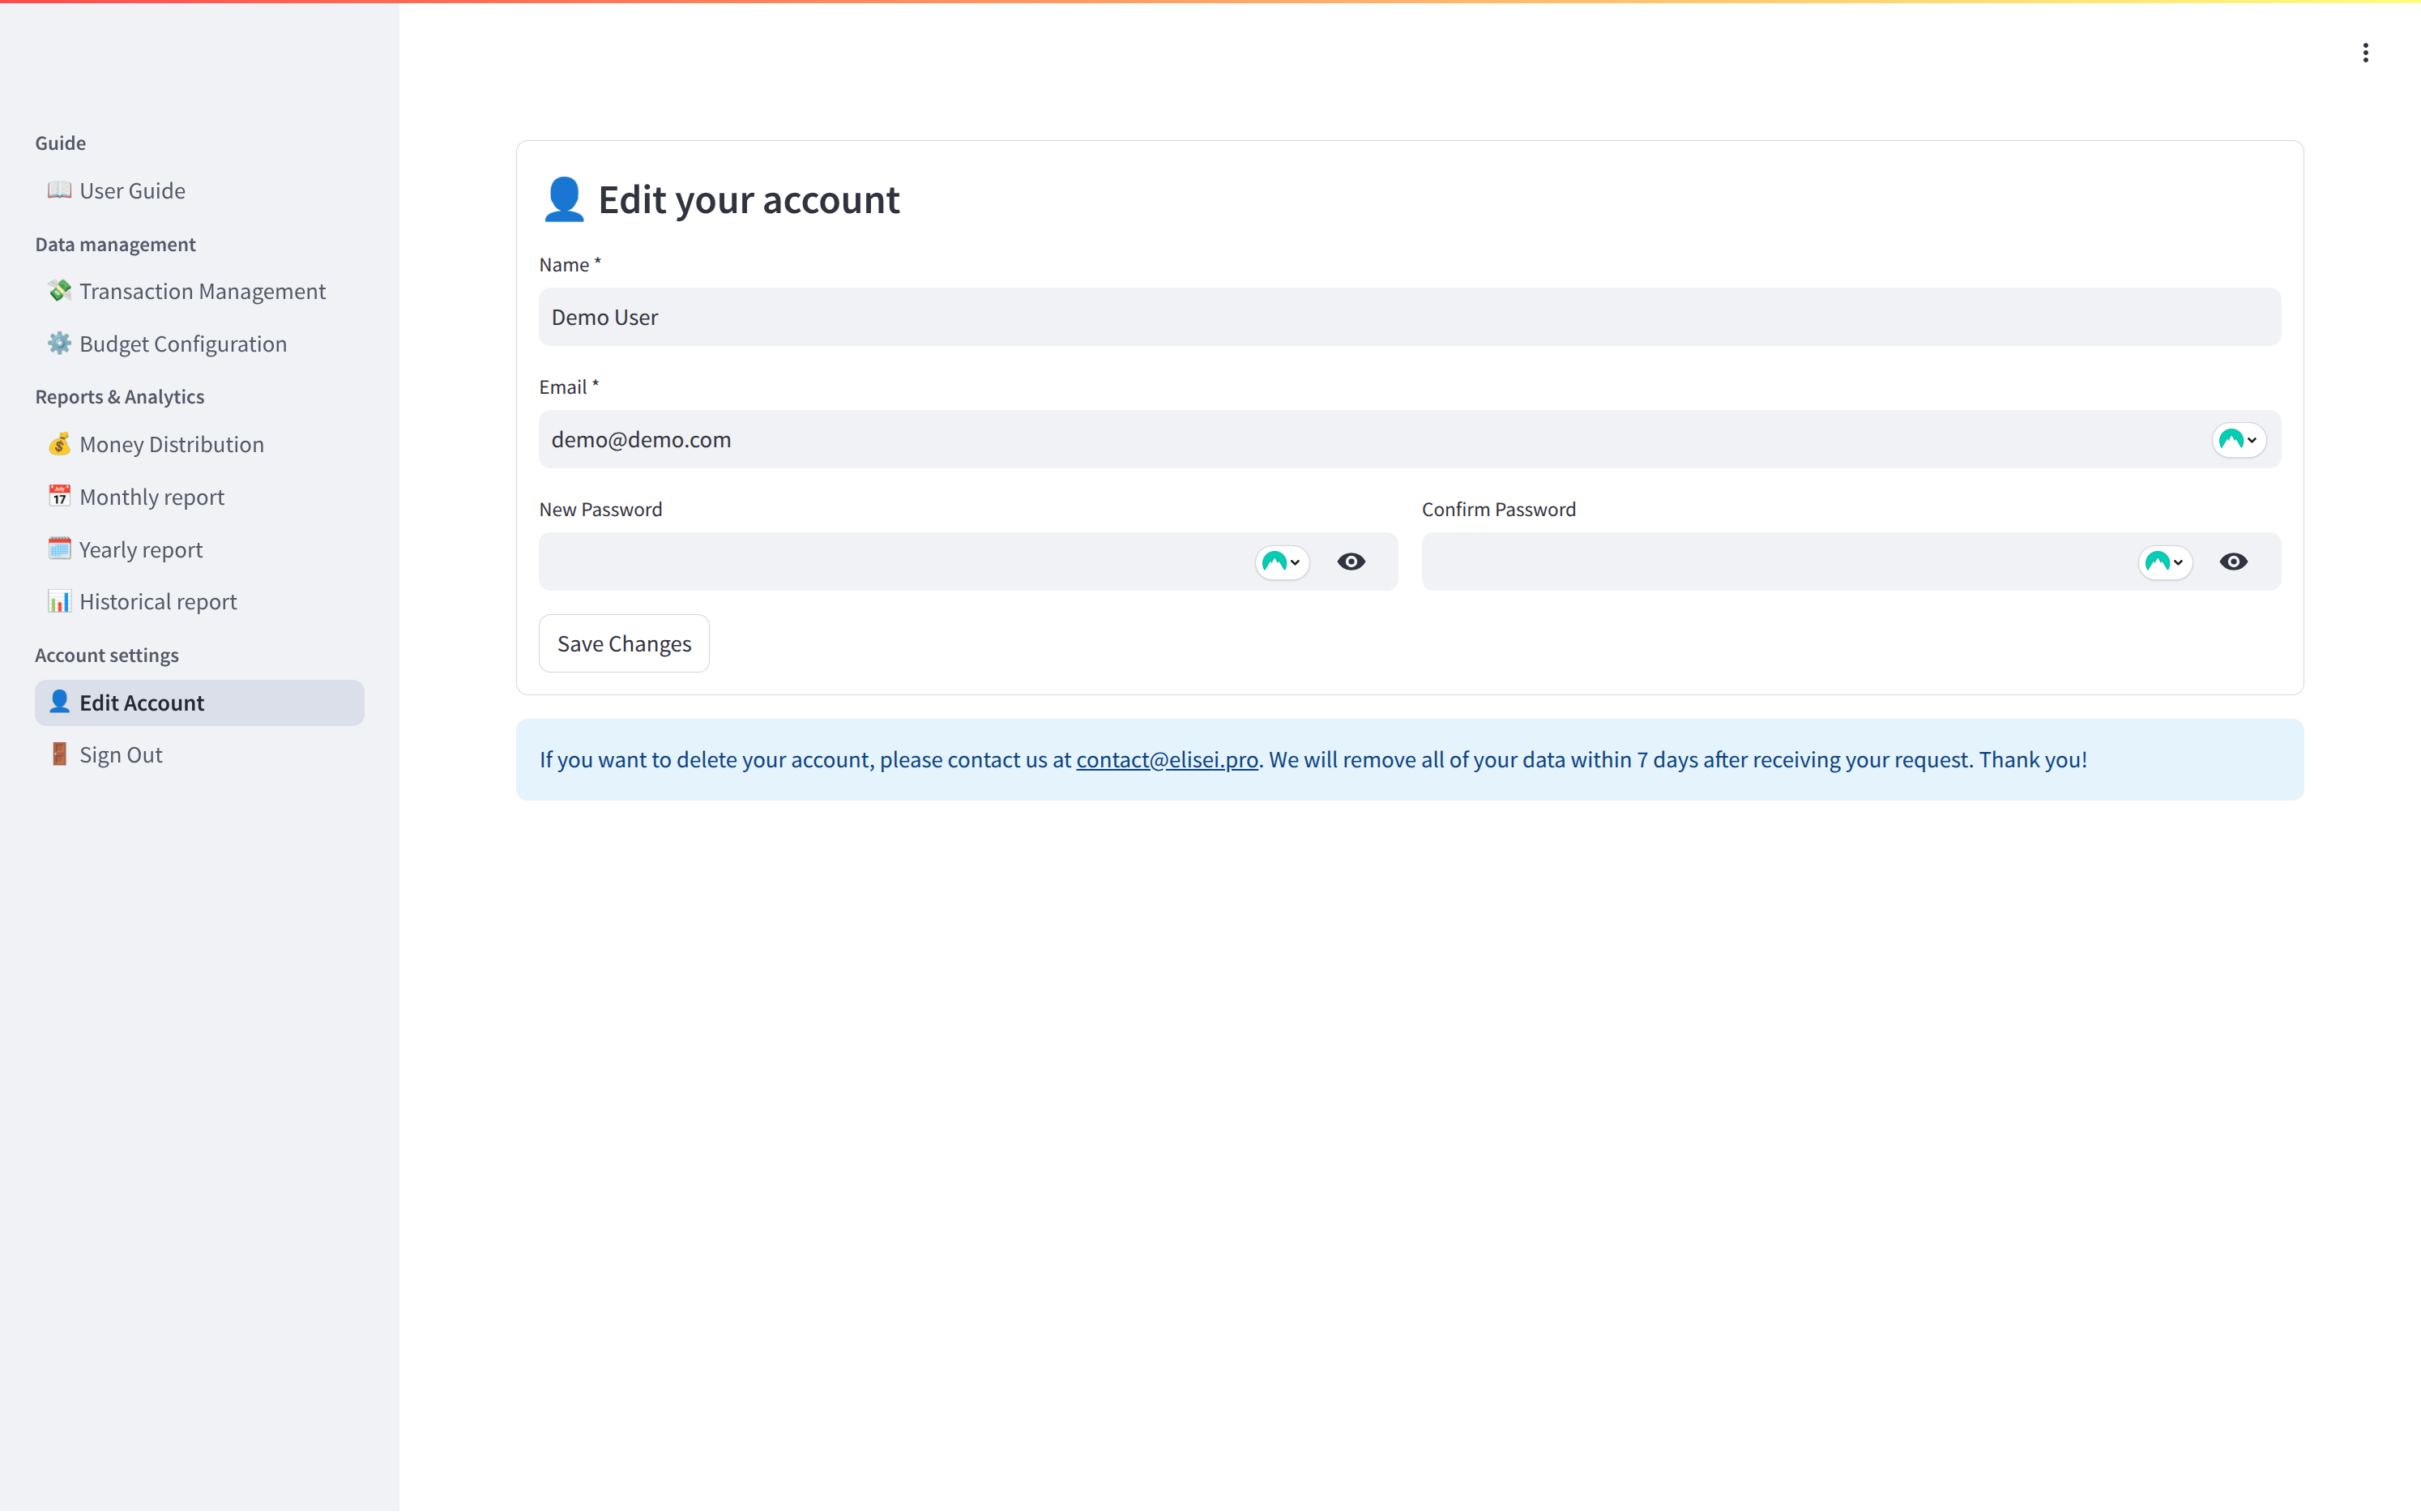 Guide
User Guide
Data management
Transaction Management
Budget Configuration
Reports & Analytics
Money Distribution
Monthly report
Yearly report
Historical report
Account settings
Edit Account
Sign Out
Edit your account
Name *
Demo User
Email *
demo@demo.com
New Password
Confirm Password
Save Changes
If you want to delete your account, please contact us at contact@elisei.pro. We will remove all of your data within 7 days after receiving your request. Thank you!